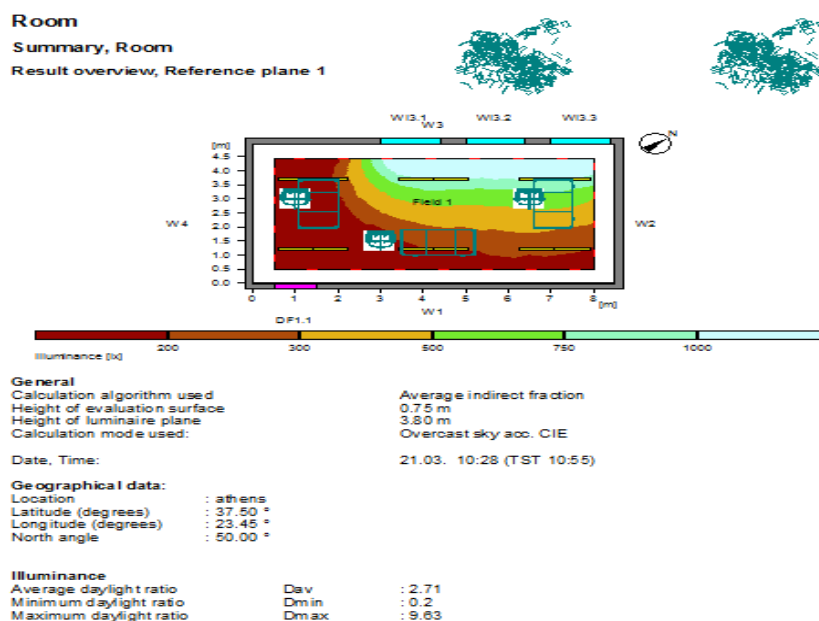 Room
Summary, Room
Result overview, Reference plane 1
WI3.1 W3 WI3.2 WI3.3
N
[m]
4.5
4.0
3.5
3.0
2.5
2.0
1.5
1.0
0.5
0.0
Field 1
W4
W2
0 1 2 3 4 5 6 7 8 [m]
W1
DF1.1
200 300 500 750 1000
Illuminance [lx]
General
Calculation algorithm used Average indirect fraction
Height of evaluation surface 0.75 m
Height of luminaire plane 3.80 m
Calculation mode used: Overcast sky acc. CIE
Date, Time: 21.03. 10:28 (TST 10:55)
Geographical data:
Location : athens
Latitude (degrees) : 37.50 °
Longitude (degrees) : 23.45 °
North angle : 50.00 °
Illuminance
Average daylight ratio Dav : 2.71
Minimum daylight ratio Dmin : 0.2
Maximum daylight ratio Dmax : 9.63